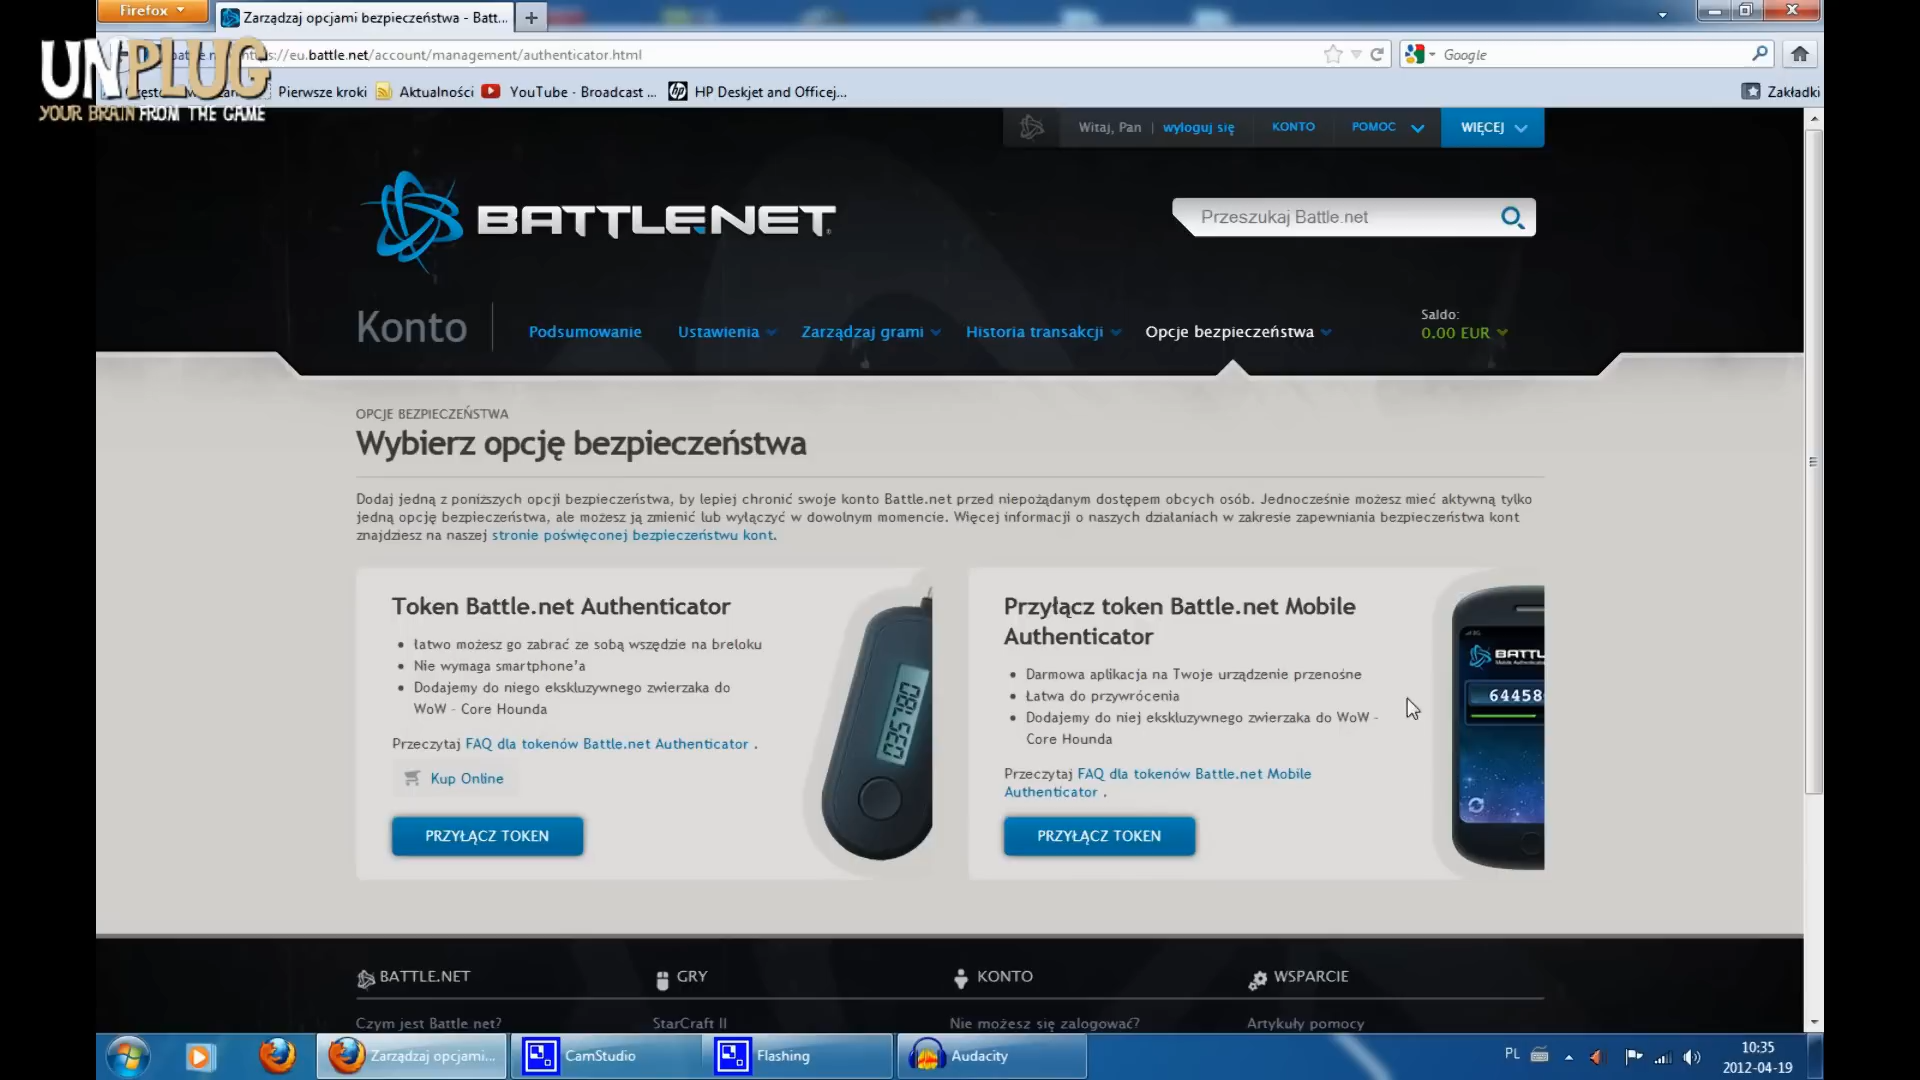 Firefox
Zarządzaj opcjami bezpieczeństwa - Batt...
UNPLUG
YOUR BRAIN FROM THE GAME
://eu.battle.net/account/management/authenticator.html
Google
Pierwsze kroki
Aktualności
YouTube - Broadcast ...
HP Deskjet and Officej...
Zakładki
Witaj, Pan | wyloguj się
KONTO
POMOC
WIĘCEJ
BATTLE.NET
Przeszukaj Battle.net
Konto
Podsumowanie
Ustawienia
Zarządzaj grami
Historia transakcji
Opcje bezpieczeństwa
Saldo:
0.00 EUR
OPCJE BEZPIECZEŃSTWA
Wybierz opcję bezpieczeństwa
Dodaj jedną z poniższych opcji bezpieczeństwa, by lepiej chronić swoje konto Battle.net przed niepożądanym dostępem obcych osób. Jednocześnie możesz mieć aktywną tylko
jedną opcję bezpieczeństwa, ale możesz ją zmienić lub wyłączyć w dowolnym momencie. Więcej informacji o naszych działaniach w zakresie zapewniania bezpieczeństwa kont
znajdziesz na naszej stronie poświęconej bezpieczeństwu kont.
Token Battle.net Authenticator
łatwo możesz go zabrać ze sobą wszędzie na breloku
Nie wymaga smartphone'a
Dodajemy do niego ekskluzywnego zwierzaka do
WoW - Core Hounda
Przeczytaj FAQ dla tokenów Battle.net Authenticator .
Kup Online
PRZYŁĄCZ TOKEN
035780
Przyłącz token Battle.net Mobile
Authenticator
Darmowa aplikacja na Twoje urządzenie przenośne
Łatwa do przywrócenia
Dodajemy do niej ekskluzywnego zwierzaka do WoW -
Core Hounda
Przeczytaj FAQ dla tokenów Battle.net Mobile
Authenticator .
PRZYŁĄCZ TOKEN
BATTL
64458
BATTLE.NET
GRY
KONTO
WSPARCIE
Czym jest Battle net?
StarCraft II
Nie możesz się zalogować?
Artykuły pomocy
Zarządzaj opcjami...
CamStudio
Flashing
Audacity
PL
10:35
2012-04-19